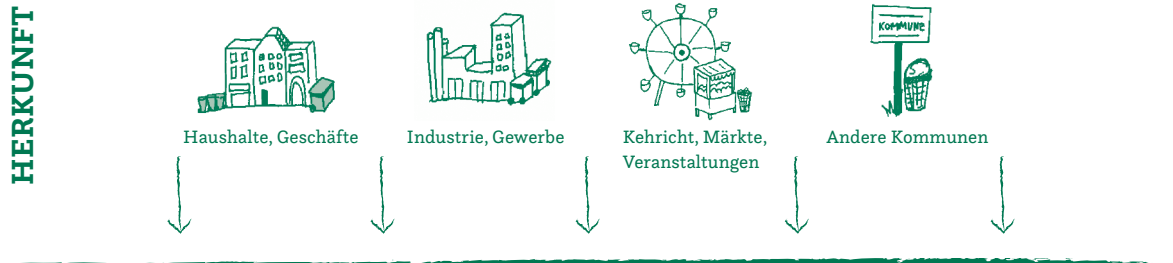 HERKUNFT
KOMMUNE
Haushalte, Geschäfte
Industrie, Gewerbe
Kehricht, Märkte,
Veranstaltungen
Andere Kommunen